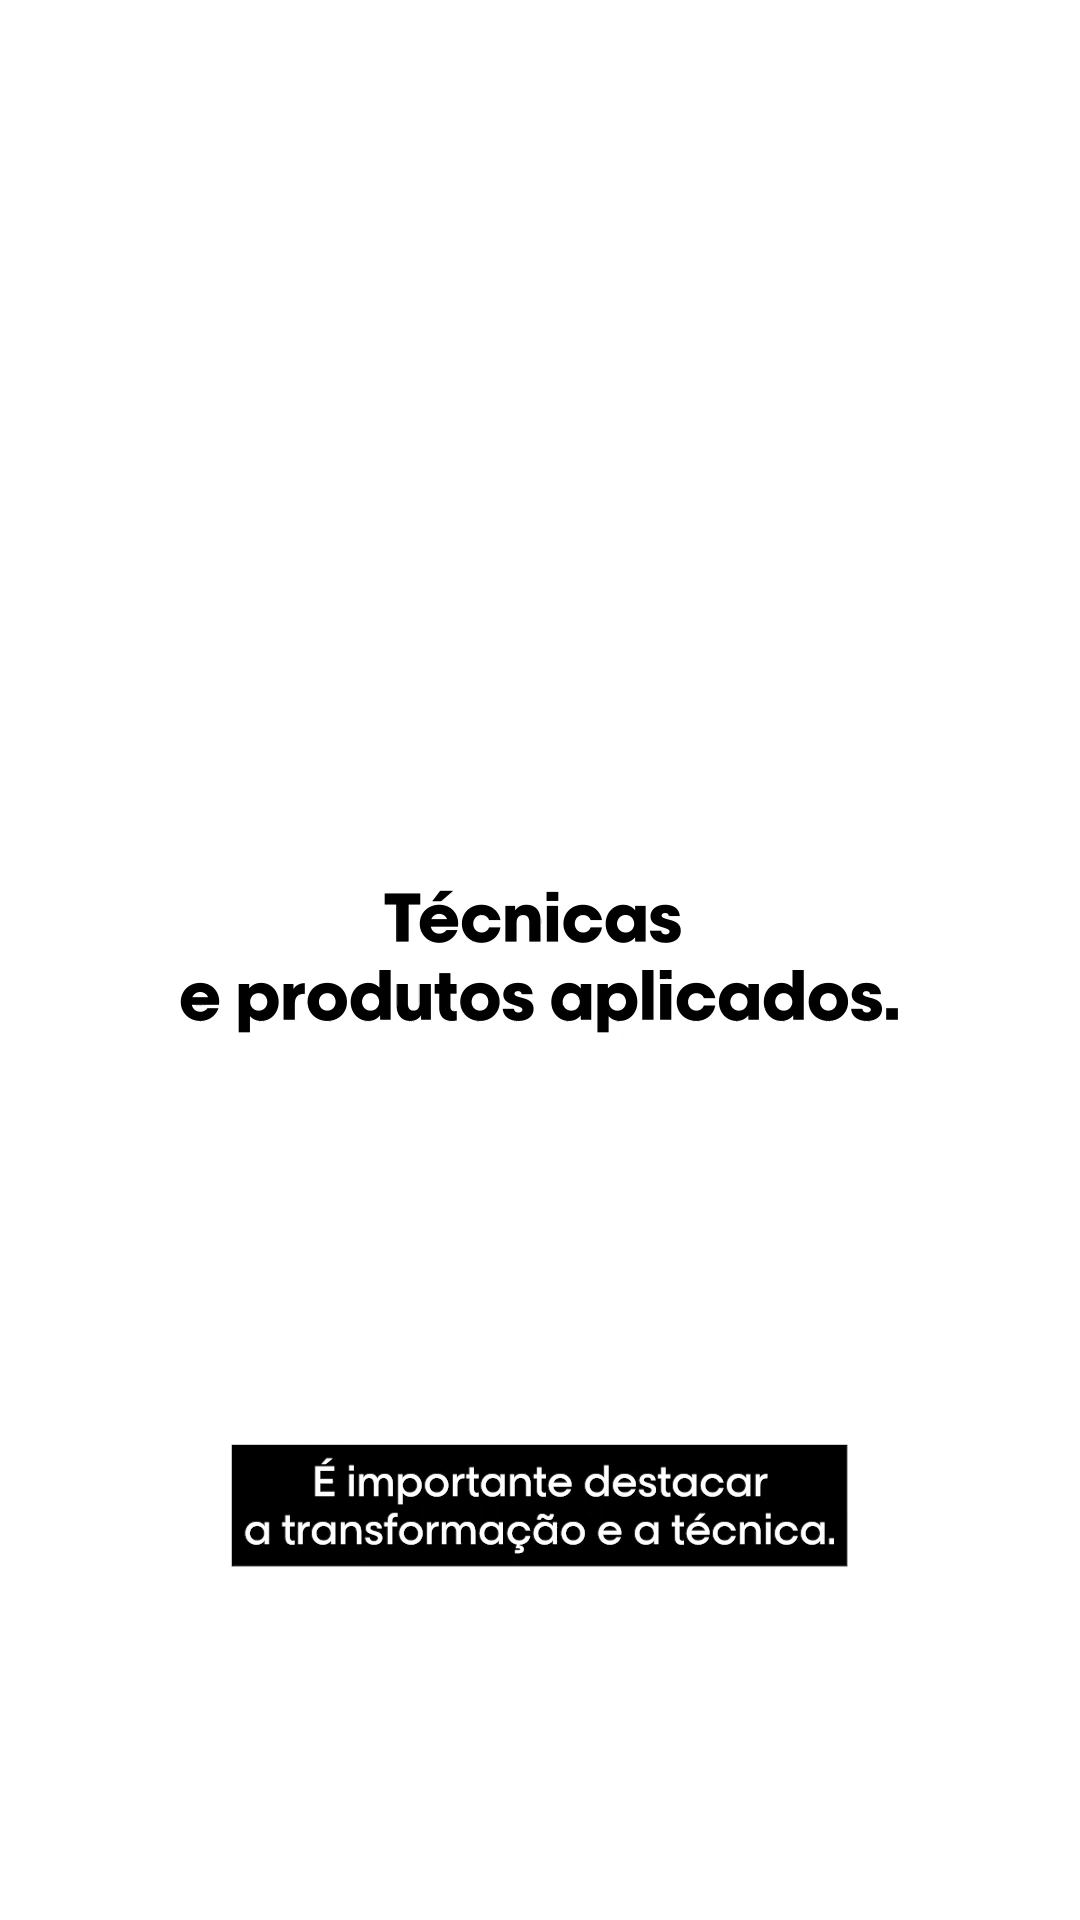 Técnicas
e produtos aplicados.
É importante destacar
a transformação e a técnica.